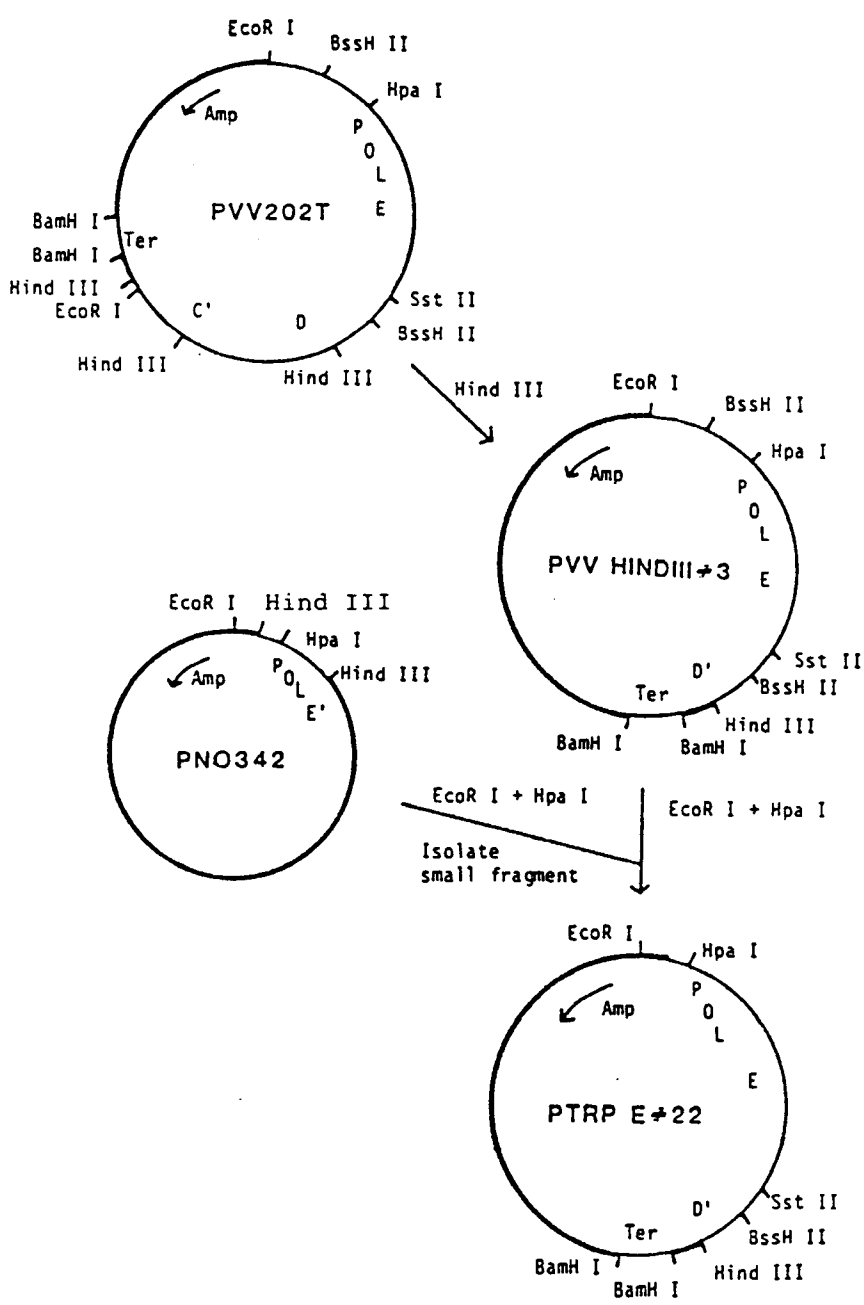 EcoR I
BssH II
Hpa I
Amp
P
O
L
E
PVV202T
BamH I
Ter
BamH I
Hind III
EcoR I
C'
D
Sst II
BssH II
Hind III
Hind III
Hind III
EcoR I
BssH II
Hpa I
Amp
P
O
L
E
PVV HINDIII≠3
Sst II
D'
BssH II
Ter
Hind III
BamH I
BamH I
EcoR I
Hind III
Hpa I
Amp
P
O
L
E'
Hind III
PNO342
EcoR I + Hpa I
EcoR I + Hpa I
Isolate
small fragment
EcoR I
Hpa I
Amp
P
O
L
E
PTRP E≠22
Sst II
D'
BssH II
Ter
Hind III
BamH I
BamH I